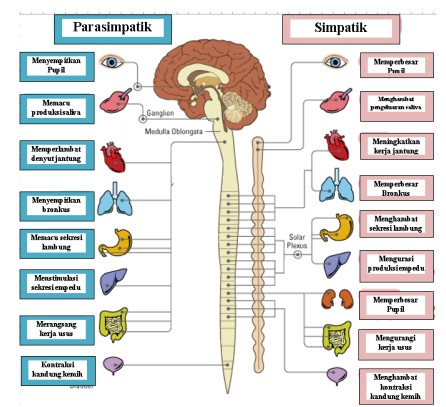 Parasimpatik
Simpatik
Menyempitkan
Pupil
Memacu
produksi saliva
Memperlambat
denyut jantung
Menyempitkan
bronkus
Memacu sekresi
lambung
Menstimulasi
sekresi empedu
Merangsang
kerja usus
Kontraksi
kandung kemih
Ganglion
Medulla Oblongata
Solar
Plexus
Memperbesar
Pupil
Menghambat
pengeluaran saliva
Meningkatkan
kerja jantung
Memperbesar
Bronkus
Menghambat
sekresi lambung
Mengurasi
produksi empedu
Memperbesar
Pupil
Mengurangi
kerja usus
Menghambat
kontraksi
kandung kemih